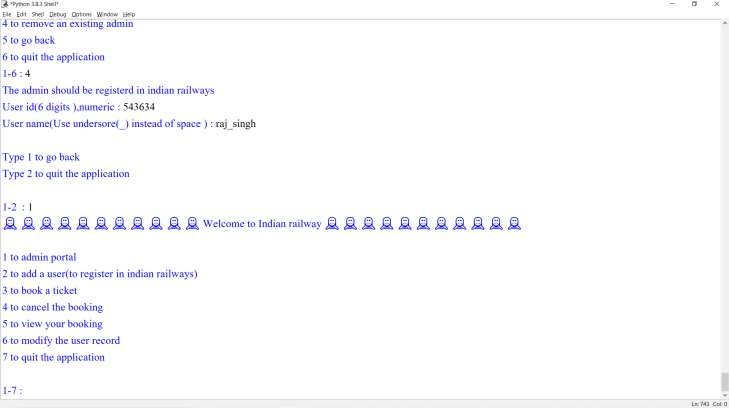 *Python 3.8.3 Shell*
File Edit Shell Debug Options Window Help
4 to remove an existing admin
5 to go back
6 to quit the application
1-6 : 4
The admin should be registerd in indian railways
User id(6 digits ),numeric : 543634
User name(Use undersore(_) instead of space ) : raj_singh
Type 1 to go back
Type 2 to quit the application
1-2 : 1
Welcome to Indian railway
1 to admin portal
2 to add a user(to register in indian railways)
3 to book a ticket
4 to cancel the booking
5 to view your booking
6 to modify the user record
7 to quit the application
1-7 :
Ln: 743 Col: 0